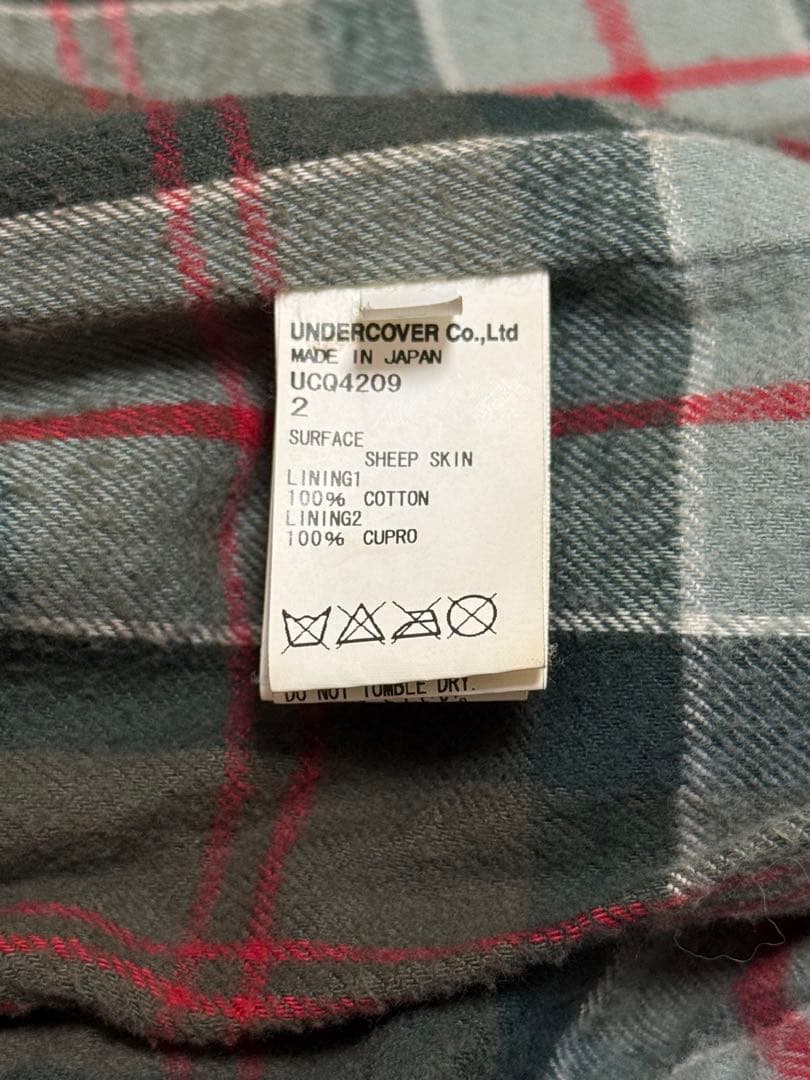 UNDERCOVER Co.,Ltd
MADE IN JAPAN
UCQ4209
2
SURFACE
SHEEP SKIN
LINING1
100% COTTON
LINING2
100% CUPRO
DO NOT TUMBLE DRY.